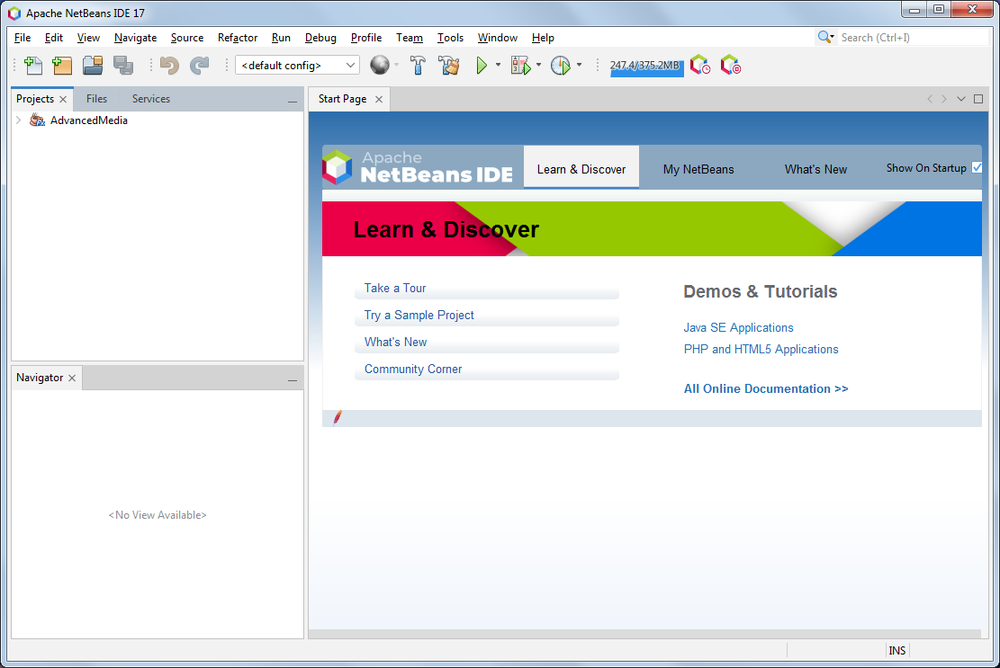 Apache NetBeans IDE 17
File Edit View Navigate Source Refactor Run Debug Profile Team Tools Window Help
Search (Ctrl+I)
<default config>
247.4/375.2MB
Projects Files Services
AdvancedMedia
Navigator
<No View Available>
Start Page
Apache
NetBeans IDE
Learn & Discover My NetBeans What's New Show On Startup
Learn & Discover
Take a Tour
Try a Sample Project
What's New
Community Corner
Demos & Tutorials
Java SE Applications
PHP and HTML5 Applications
All Online Documentation >>
INS